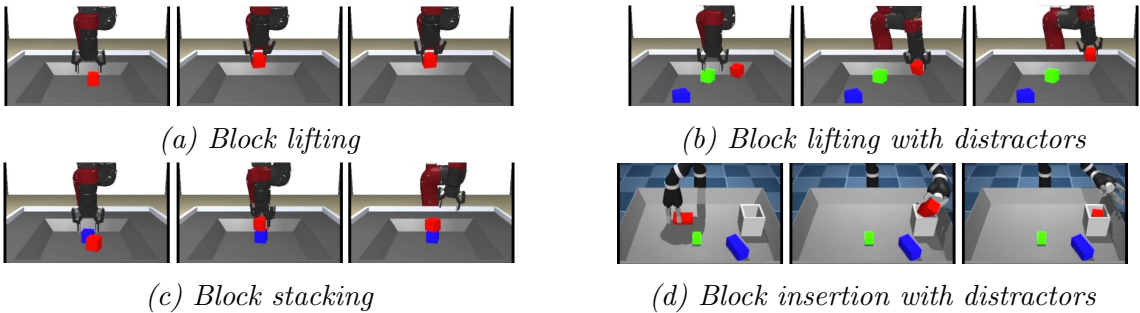 (a) Block lifting
(b) Block lifting with distractors
(c) Block stacking
(d) Block insertion with distractors